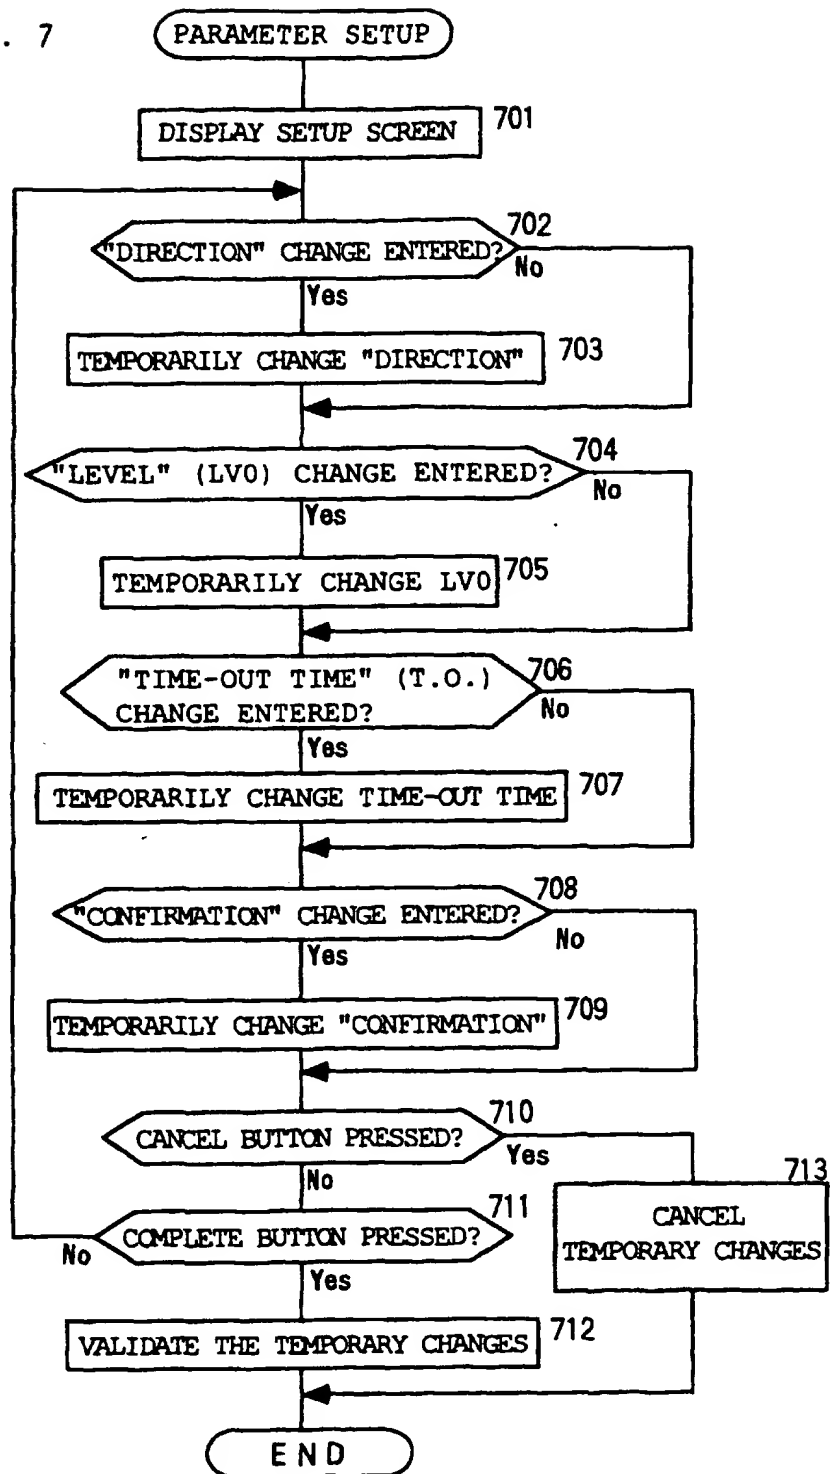 . 7
PARAMETER SETUP
DISPLAY SETUP SCREEN
701
"DIRECTION" CHANGE ENTERED?
702
No
Yes
TEMPORARILY CHANGE "DIRECTION"
703
"LEVEL" (LV0) CHANGE ENTERED?
704
No
Yes
TEMPORARILY CHANGE LV0
705
"TIME-OUT TIME" (T.O.)
CHANGE ENTERED?
706
No
Yes
TEMPORARILY CHANGE TIME-OUT TIME
707
"CONFIRMATION" CHANGE ENTERED?
708
No
Yes
TEMPORARILY CHANGE "CONFIRMATION"
709
CANCEL BUTTON PRESSED?
710
Yes
No
713
CANCEL
TEMPORARY CHANGES
COMPLETE BUTTON PRESSED?
711
No
Yes
VALIDATE THE TEMPORARY CHANGES
712
END